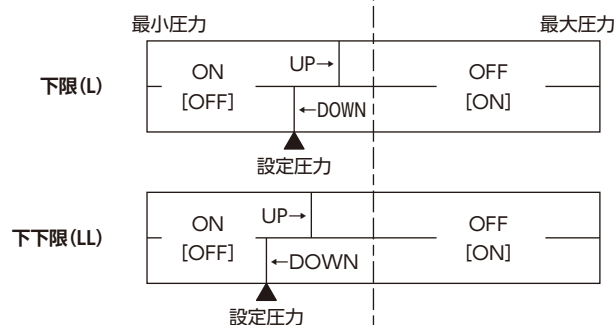 最小圧力 最大圧力
下限(L)
ON UP→ OFF
[OFF] ←DOWN [ON]
設定圧力
下下限(LL)
ON UP→ OFF
[OFF] ←DOWN [ON]
設定圧力